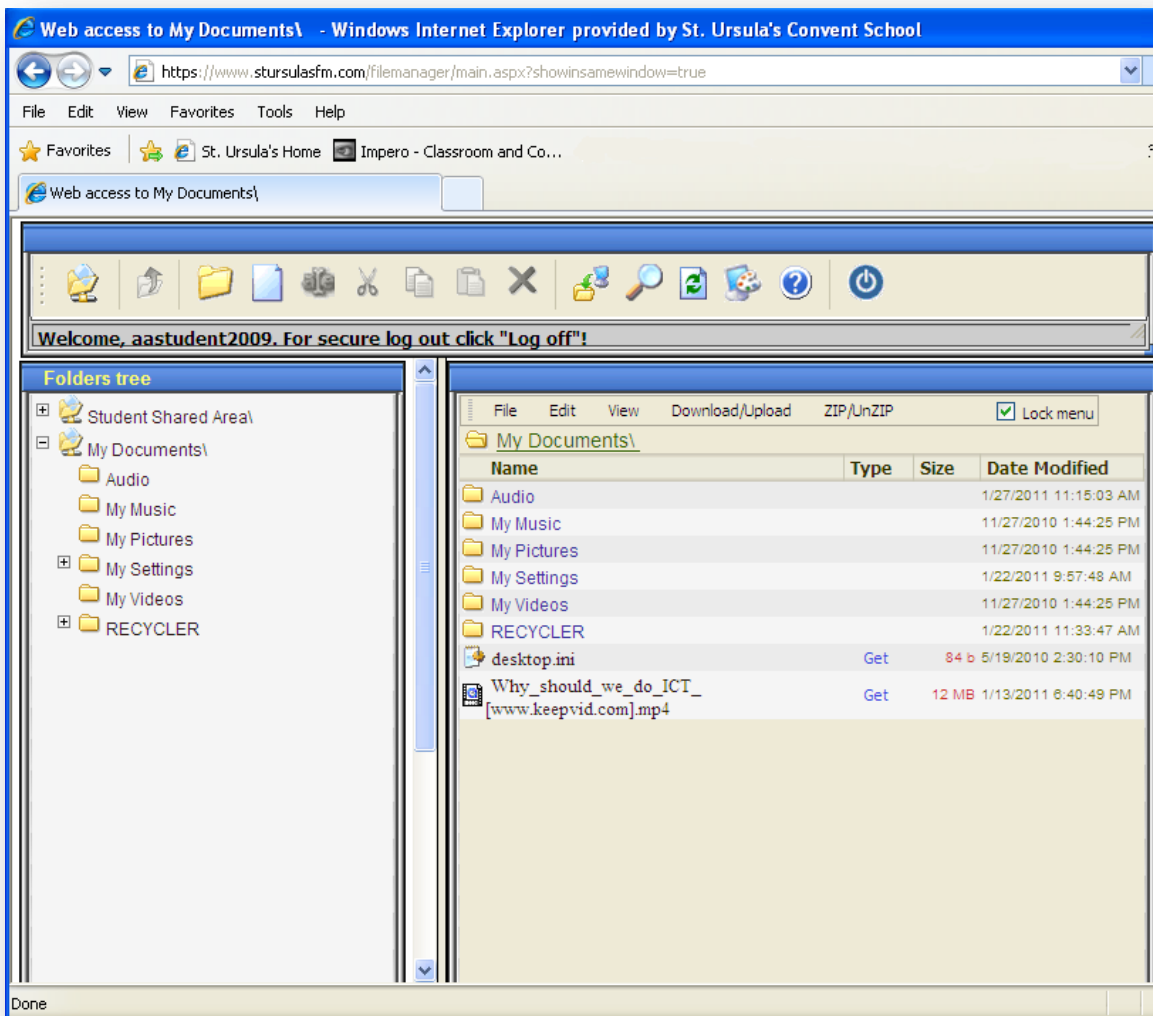 Web access to My Documents\ - Windows Internet Explorer provided by St. Ursula's Convent School
https://www.stursulasfm.com/filemanager/main.aspx?showinsamewindow=true
File Edit View Favorites Tools Help
Favorites St. Ursula's Home Impero - Classroom and Co...
Web access to My Documents\
Welcome, aastudent2009. For secure log out click "Log off"!
Folders tree
Student Shared Area\
My Documents\
Audio
My Music
My Pictures
My Settings
My Videos
RECYCLER
File Edit View Download/Upload ZIP/UnZIP Lock menu
My Documents\
Name Type Size Date Modified
Audio 1/27/2011 11:15:03 AM
My Music 11/27/2010 1:44:25 PM
My Pictures 11/27/2010 1:44:25 PM
My Settings 1/22/2011 9:57:48 AM
My Videos 11/27/2010 1:44:25 PM
RECYCLER 1/22/2011 11:33:47 AM
desktop.ini Get 84 b 5/19/2010 2:30:10 PM
Why_should_we_do_ICT_
[www.keepvid.com].mp4 Get 12 MB 1/13/2011 6:40:49 PM
Done